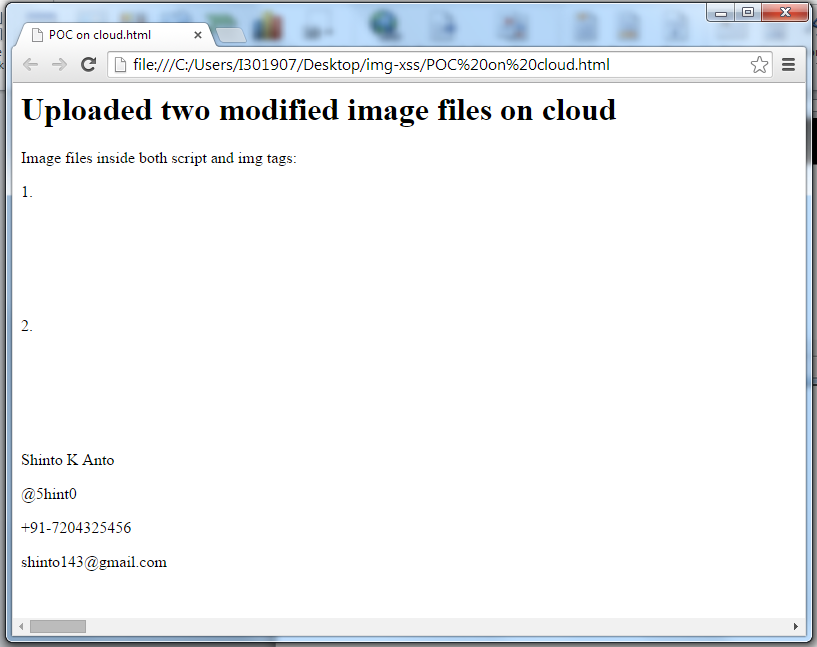 POC on cloud.html
file:///C:/Users/I301907/Desktop/img-xss/POC%20on%20cloud.html
Uploaded two modified image files on cloud
Image files inside both script and img tags:
1.
2.
Shinto K Anto
@5hint0
+91-7204325456
shinto143@gmail.com